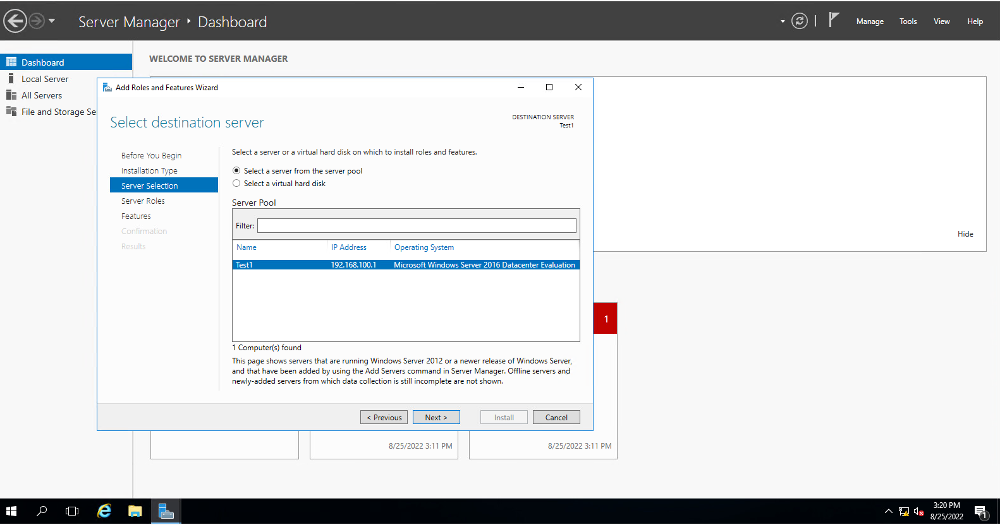 Server Manager ‣ Dashboard
Manage
Tools
View
Help
Dashboard
Local Server
All Servers
File and Storage Se
WELCOME TO SERVER MANAGER
Add Roles and Features Wizard
Select destination server
DESTINATION SERVER
Test1
Before You Begin
Installation Type
Server Selection
Server Roles
Features
Confirmation
Results
Select a server or a virtual hard disk on which to install roles and features.
Select a server from the server pool
Select a virtual hard disk
Server Pool
Filter:
Name IP Address Operating System
Test1 192.168.100.1 Microsoft Windows Server 2016 Datacenter Evaluation
1 Computer(s) found
This page shows servers that are running Windows Server 2012 or a newer release of Windows Server,
and that have been added by using the Add Servers command in Server Manager. Offline servers and
newly-added servers from which data collection is still incomplete are not shown.
< Previous
Next >
Install
Cancel
Hide
1
8/25/2022 3:11 PM
8/25/2022 3:11 PM
3:20 PM
8/25/2022
1